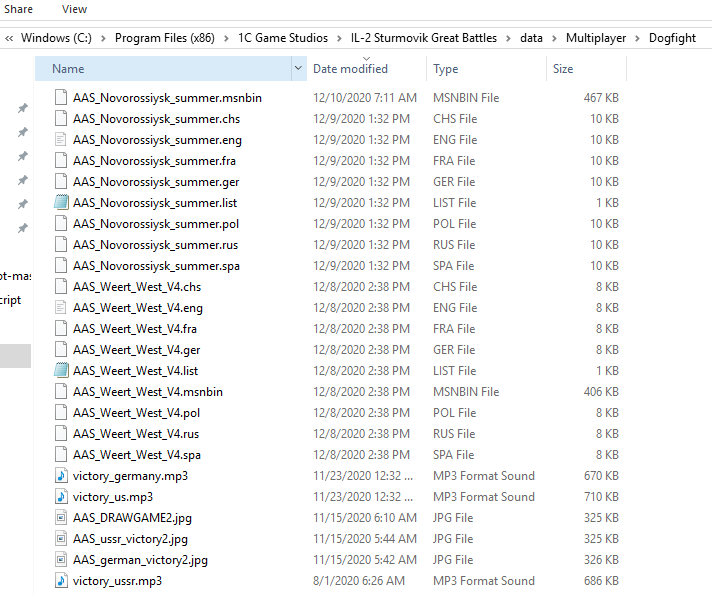 Share View
« Windows (C:) > Program Files (x86) > 1C Game Studios > IL-2 Sturmovik Great Battles > data > Multiplayer > Dogfight
Name Date modified Type Size
AAS_Novorossiysk_summer.msnbin 12/10/2020 7:11 AM MSNBIN File 467 KB
AAS_Novorossiysk_summer.chs 12/9/2020 1:32 PM CHS File 10 KB
AAS_Novorossiysk_summer.eng 12/9/2020 1:32 PM ENG File 10 KB
AAS_Novorossiysk_summer.fra 12/9/2020 1:32 PM FRA File 10 KB
AAS_Novorossiysk_summer.ger 12/9/2020 1:32 PM GER File 10 KB
AAS_Novorossiysk_summer.list 12/9/2020 1:32 PM LIST File 1 KB
AAS_Novorossiysk_summer.pol 12/9/2020 1:32 PM POL File 10 KB
AAS_Novorossiysk_summer.rus 12/9/2020 1:32 PM RUS File 10 KB
AAS_Novorossiysk_summer.spa 12/9/2020 1:32 PM SPA File 10 KB
ot-mas
AAS_Weert_West_V4.chs 12/8/2020 2:38 PM CHS File 8 KB
cript
AAS_Weert_West_V4.eng 12/8/2020 2:38 PM ENG File 8 KB
AAS_Weert_West_V4.fra 12/8/2020 2:38 PM FRA File 8 KB
AAS_Weert_West_V4.ger 12/8/2020 2:38 PM GER File 8 KB
AAS_Weert_West_V4.list 12/8/2020 2:38 PM LIST File 1 KB
AAS_Weert_West_V4.msnbin 12/8/2020 2:38 PM MSNBIN File 406 KB
AAS_Weert_West_V4.pol 12/8/2020 2:38 PM POL File 8 KB
AAS_Weert_West_V4.rus 12/8/2020 2:38 PM RUS File 8 KB
AAS_Weert_West_V4.spa 12/8/2020 2:38 PM SPA File 8 KB
victory_germany.mp3 11/23/2020 12:32 ... MP3 Format Sound 670 KB
victory_us.mp3 11/23/2020 12:32 ... MP3 Format Sound 710 KB
AAS_DRAWGAME2.jpg 11/15/2020 6:10 AM JPG File 325 KB
AAS_ussr_victory2.jpg 11/15/2020 5:44 AM JPG File 325 KB
AAS_german_victory2.jpg 11/15/2020 5:42 AM JPG File 326 KB
victory_ussr.mp3 8/1/2020 6:26 AM MP3 Format Sound 686 KB